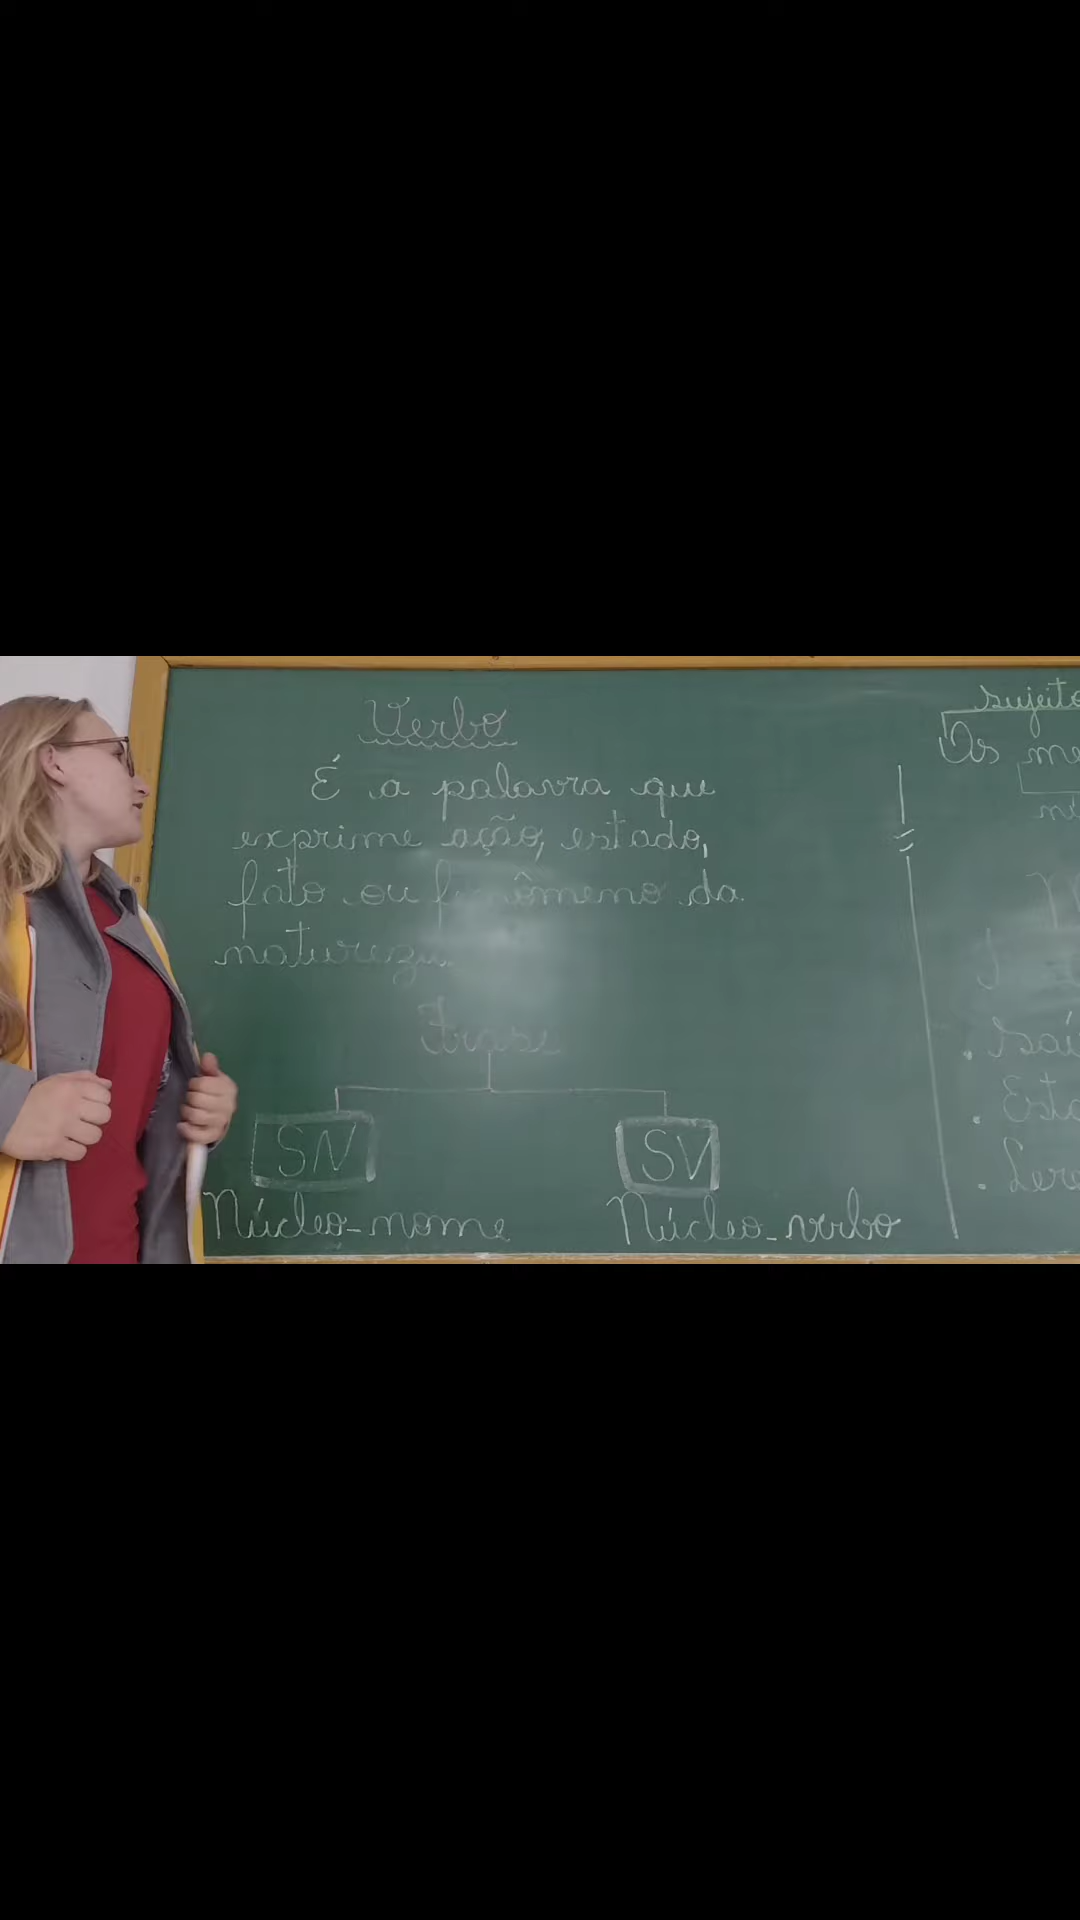 Verbo
É a palavra que
exprime ação, estado,
fato ou fenômeno da
natureza.
Frase
SN
SV
Núcleo-nome
Núcleo-verbo
sujeito
As